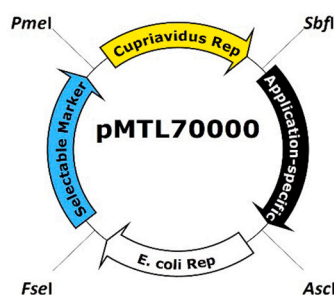 PmeI
SbfI
Cupriavidus Rep
Application-specific
Selectable Marker
pMTL70000
E. coli Rep
FseI
AscI